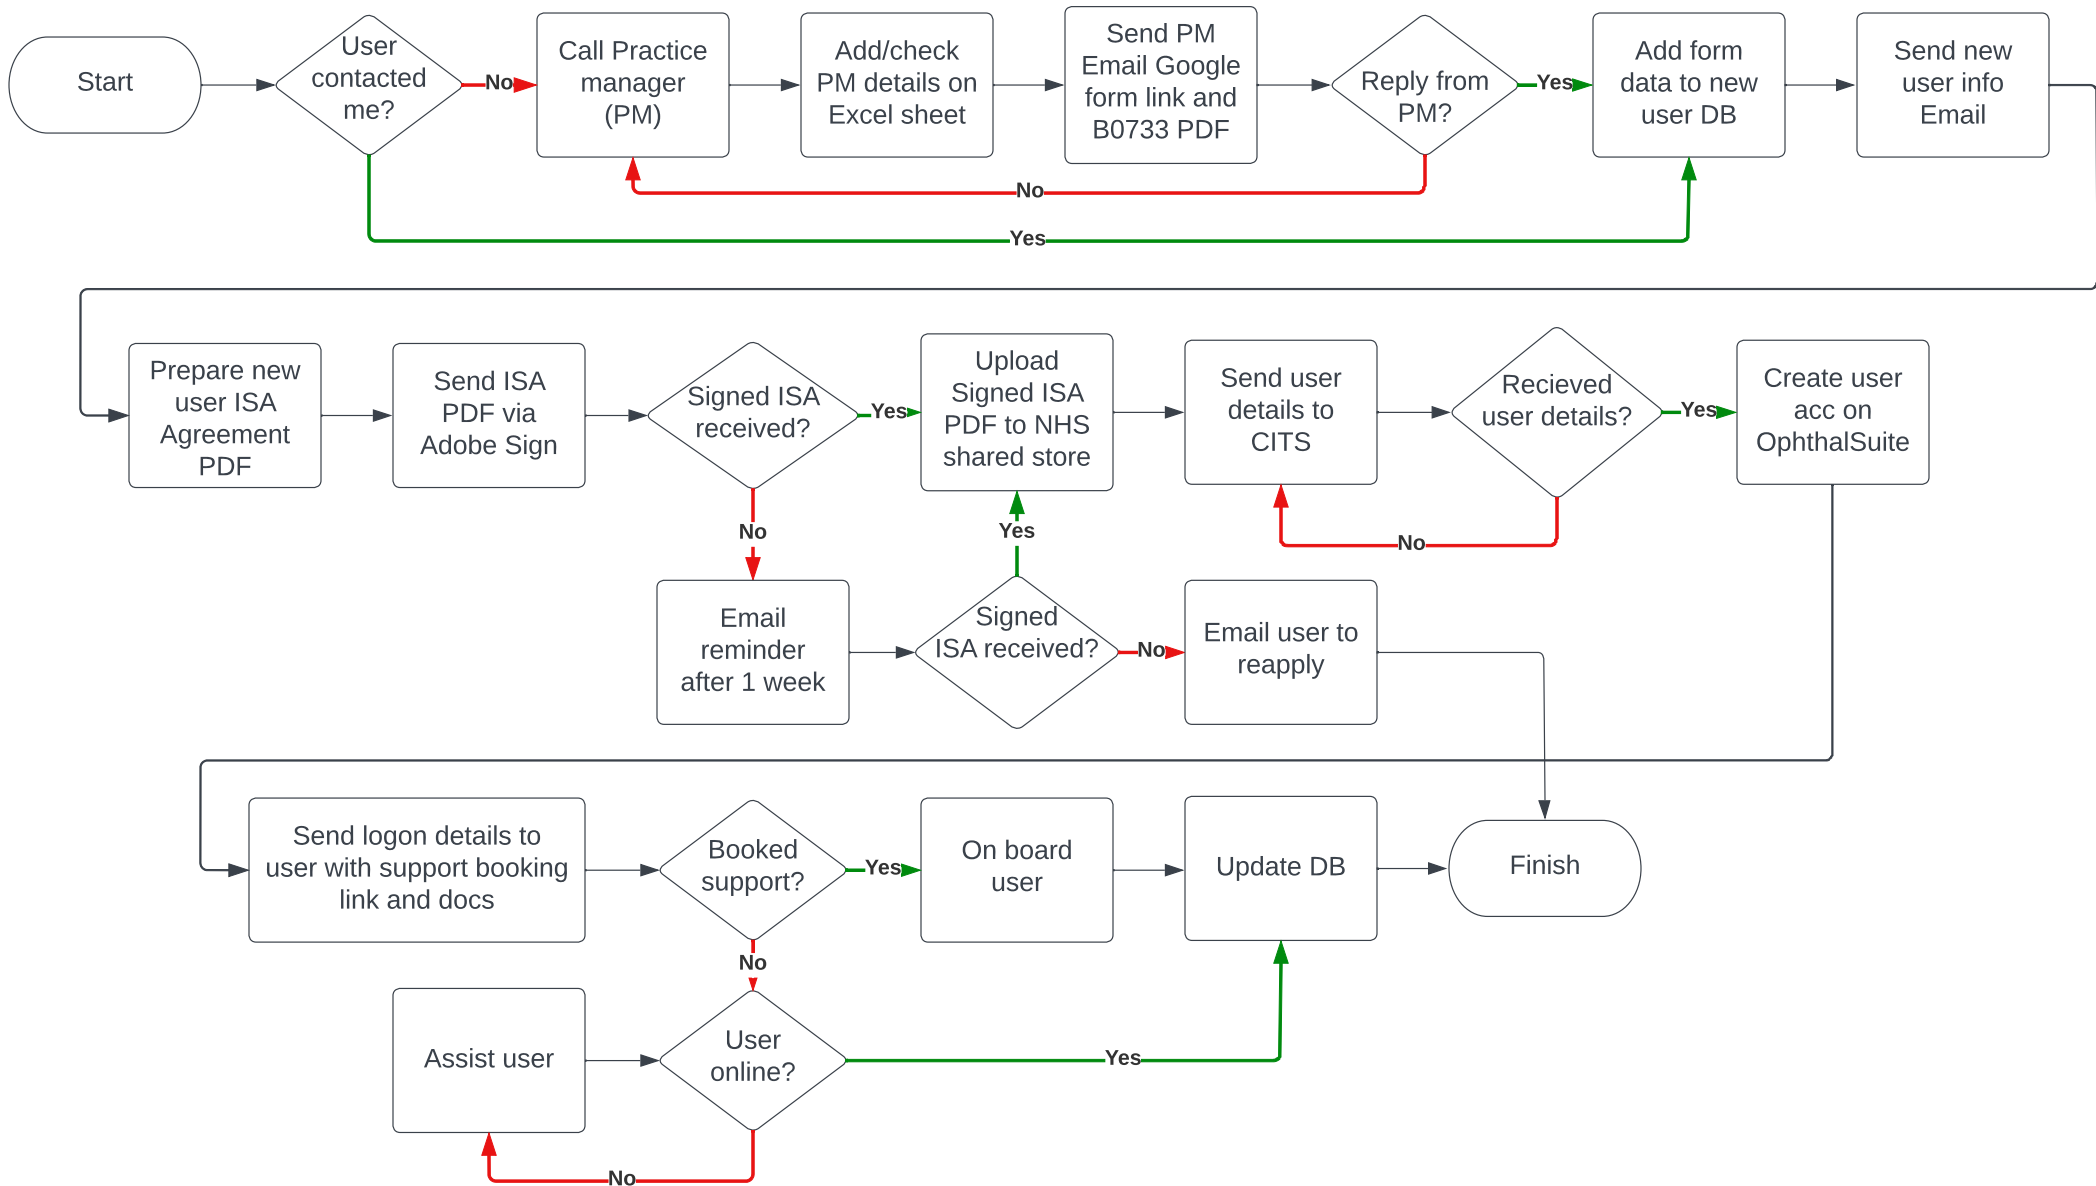 Start
User
contacted
me?
No
Call Practice
manager
(PM)
Add/check
PM details on
Excel sheet
Send PM
Email Google
form link and
B0733 PDF
Reply from
PM?
Yes
Add form
data to new
user DB
Send new
user info
Email
No
Yes
Prepare new
user ISA
Agreement
PDF
Send ISA
PDF via
Adobe Sign
Signed ISA
received?
Yes
Upload
Signed ISA
PDF to NHS
shared store
Send user
details to
CITS
Recieved
user details?
Yes
Create user
acc on
OphthalSuite
No
Yes
No
Email
reminder
after 1 week
Signed
ISA received?
No
Email user to
reapply
Send logon details to
user with support booking
link and docs
Booked
support?
Yes
On board
user
Update DB
Finish
No
Assist user
User
online?
Yes
No